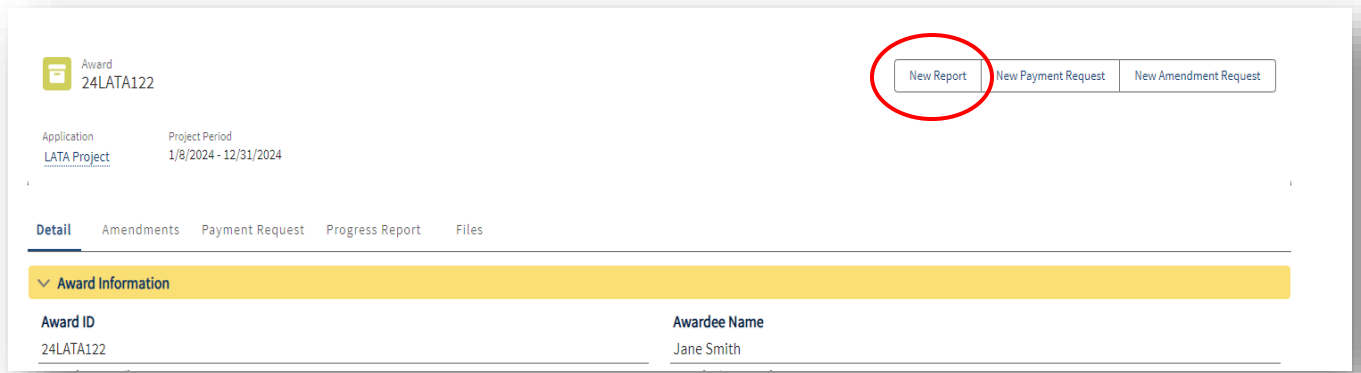 Award
24LATA122
New Report New Payment Request New Amendment Request
Application Project Period
LATA Project 1/8/2024 - 12/31/2024
Detail Amendments Payment Request Progress Report Files
Award Information
Award ID Awardee Name
24LATA122 Jane Smith